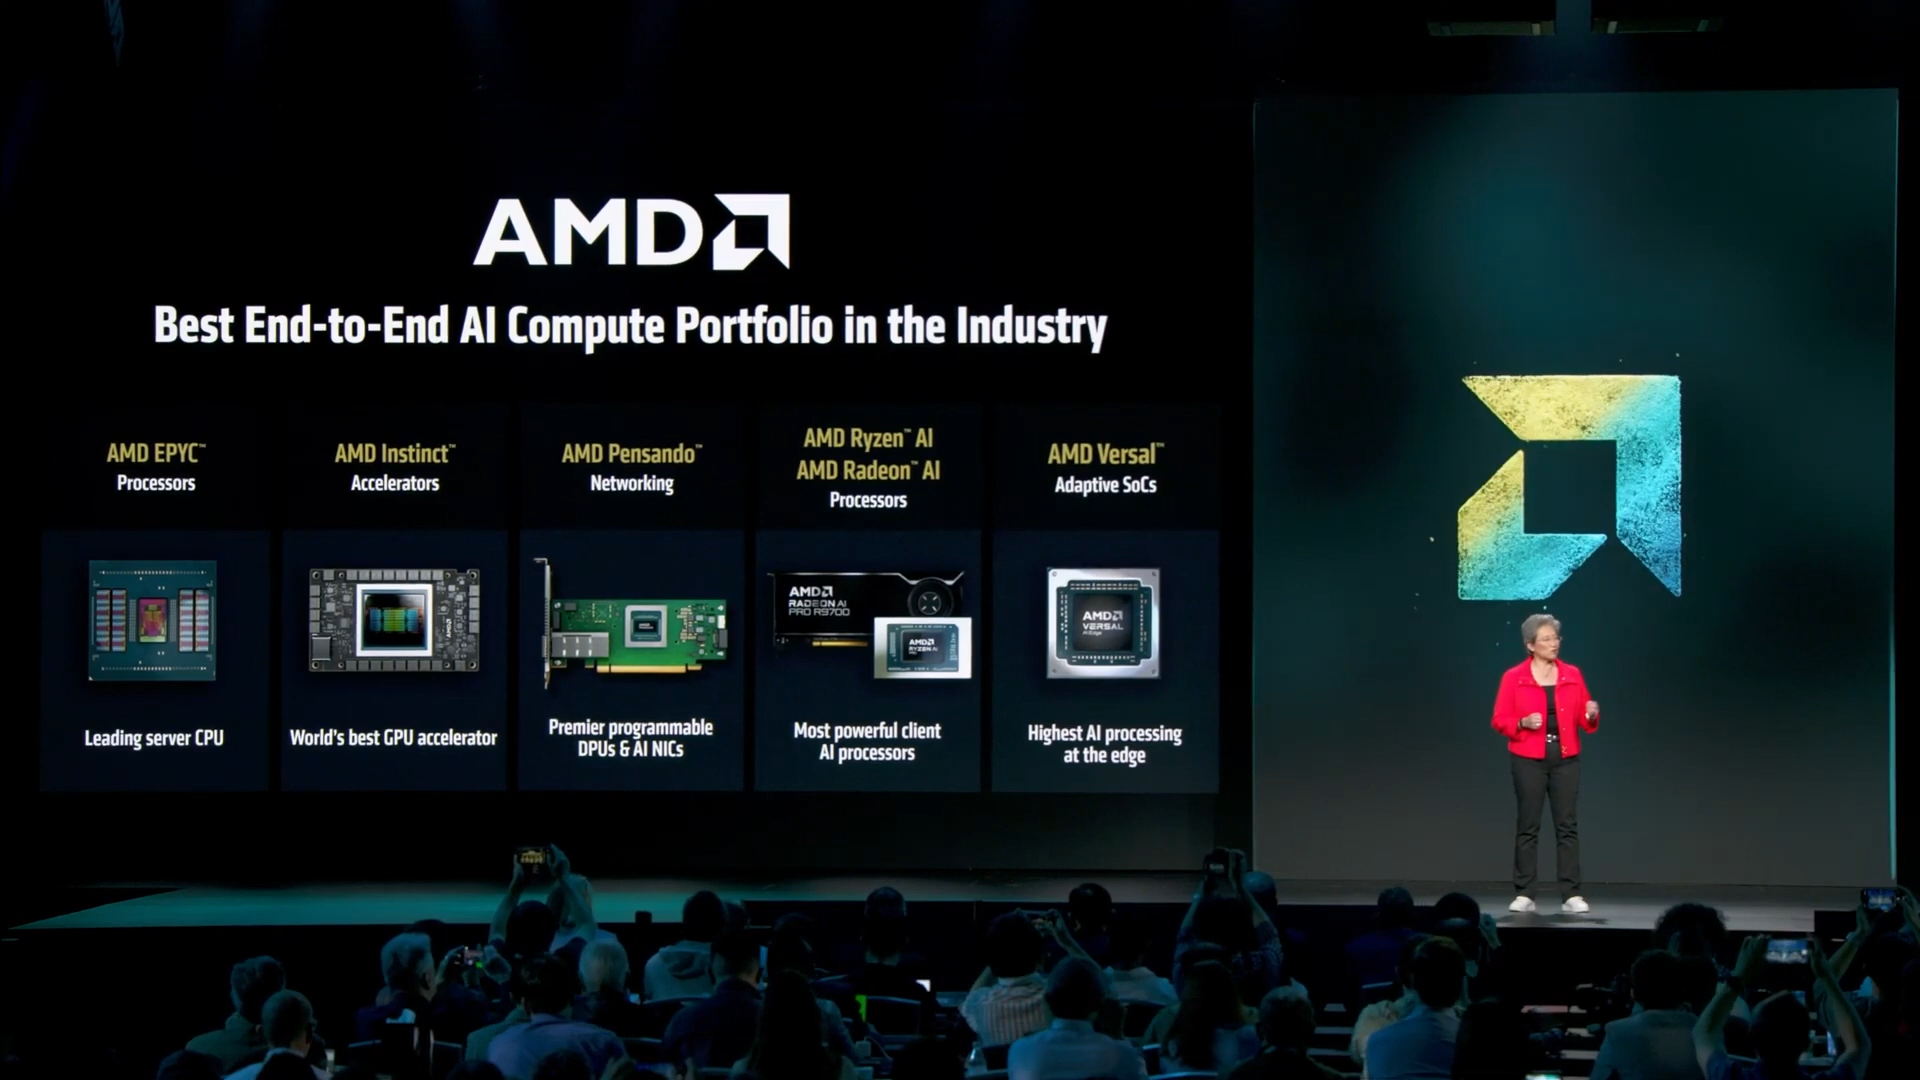 AMD
Best End-to-End AI Compute Portfolio in the Industry
AMD EPYC™
Processors
Leading server CPU
AMD Instinct™
Accelerators
AMD
World's best GPU accelerator
AMD Pensando™
Networking
Premier programmable
DPUs & AI NICs
AMD Ryzen™ AI
AMD Radeon™ AI
Processors
AMD
RADEON AI
PRO R9700
AMD
RYZEN AI
Most powerful client
AI processors
AMD Versal™
Adaptive SoCs
AMD
VERSAL
AI Edge
Highest AI processing
at the edge